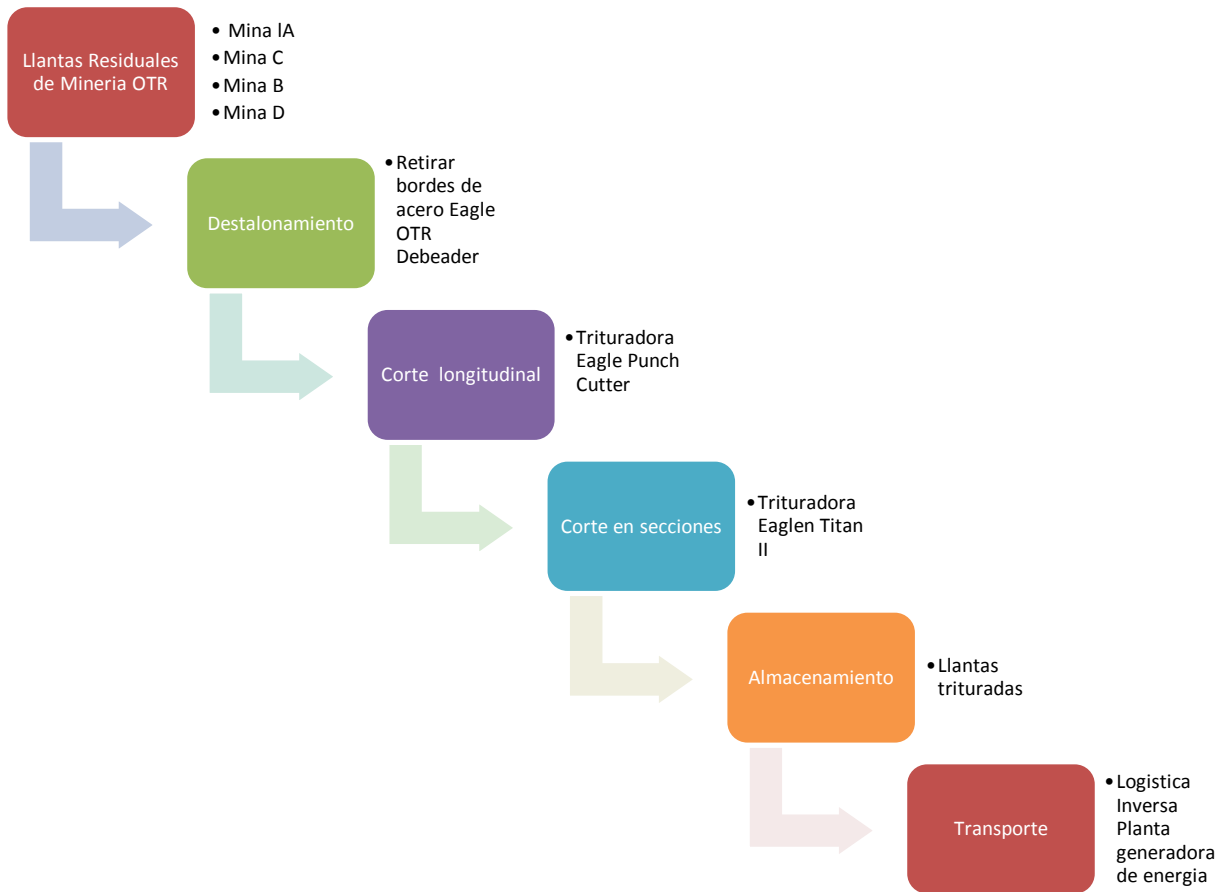 Llantas Residuales
de Mineria OTR
• Mina lA
• Mina C
• Mina B
• Mina D
Destalonamiento
• Retirar
bordes de
acero Eagle
OTR
Debeader
Corte longitudinal
• Trituradora
Eagle Punch
Cutter
Corte en secciones
• Trituradora
Eaglen Titan
II
Almacenamiento
• Llantas
trituradas
Transporte
• Logistica
Inversa
Planta
generadora
de energia